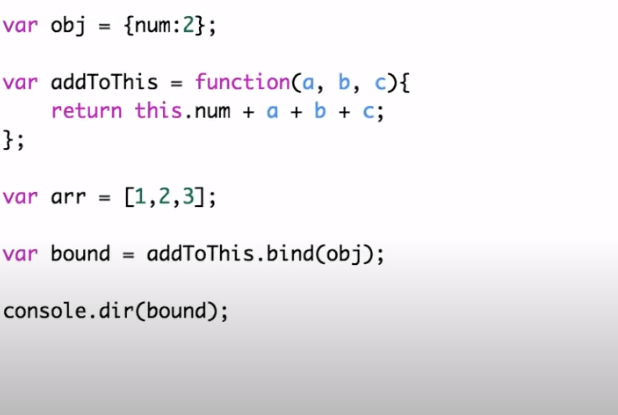 var obj = {num:2};
var addToThis = function(a, b, c){
    return this.num + a + b + c;
};
var arr = [1,2,3];
var bound = addToThis.bind(obj);
console.dir(bound);